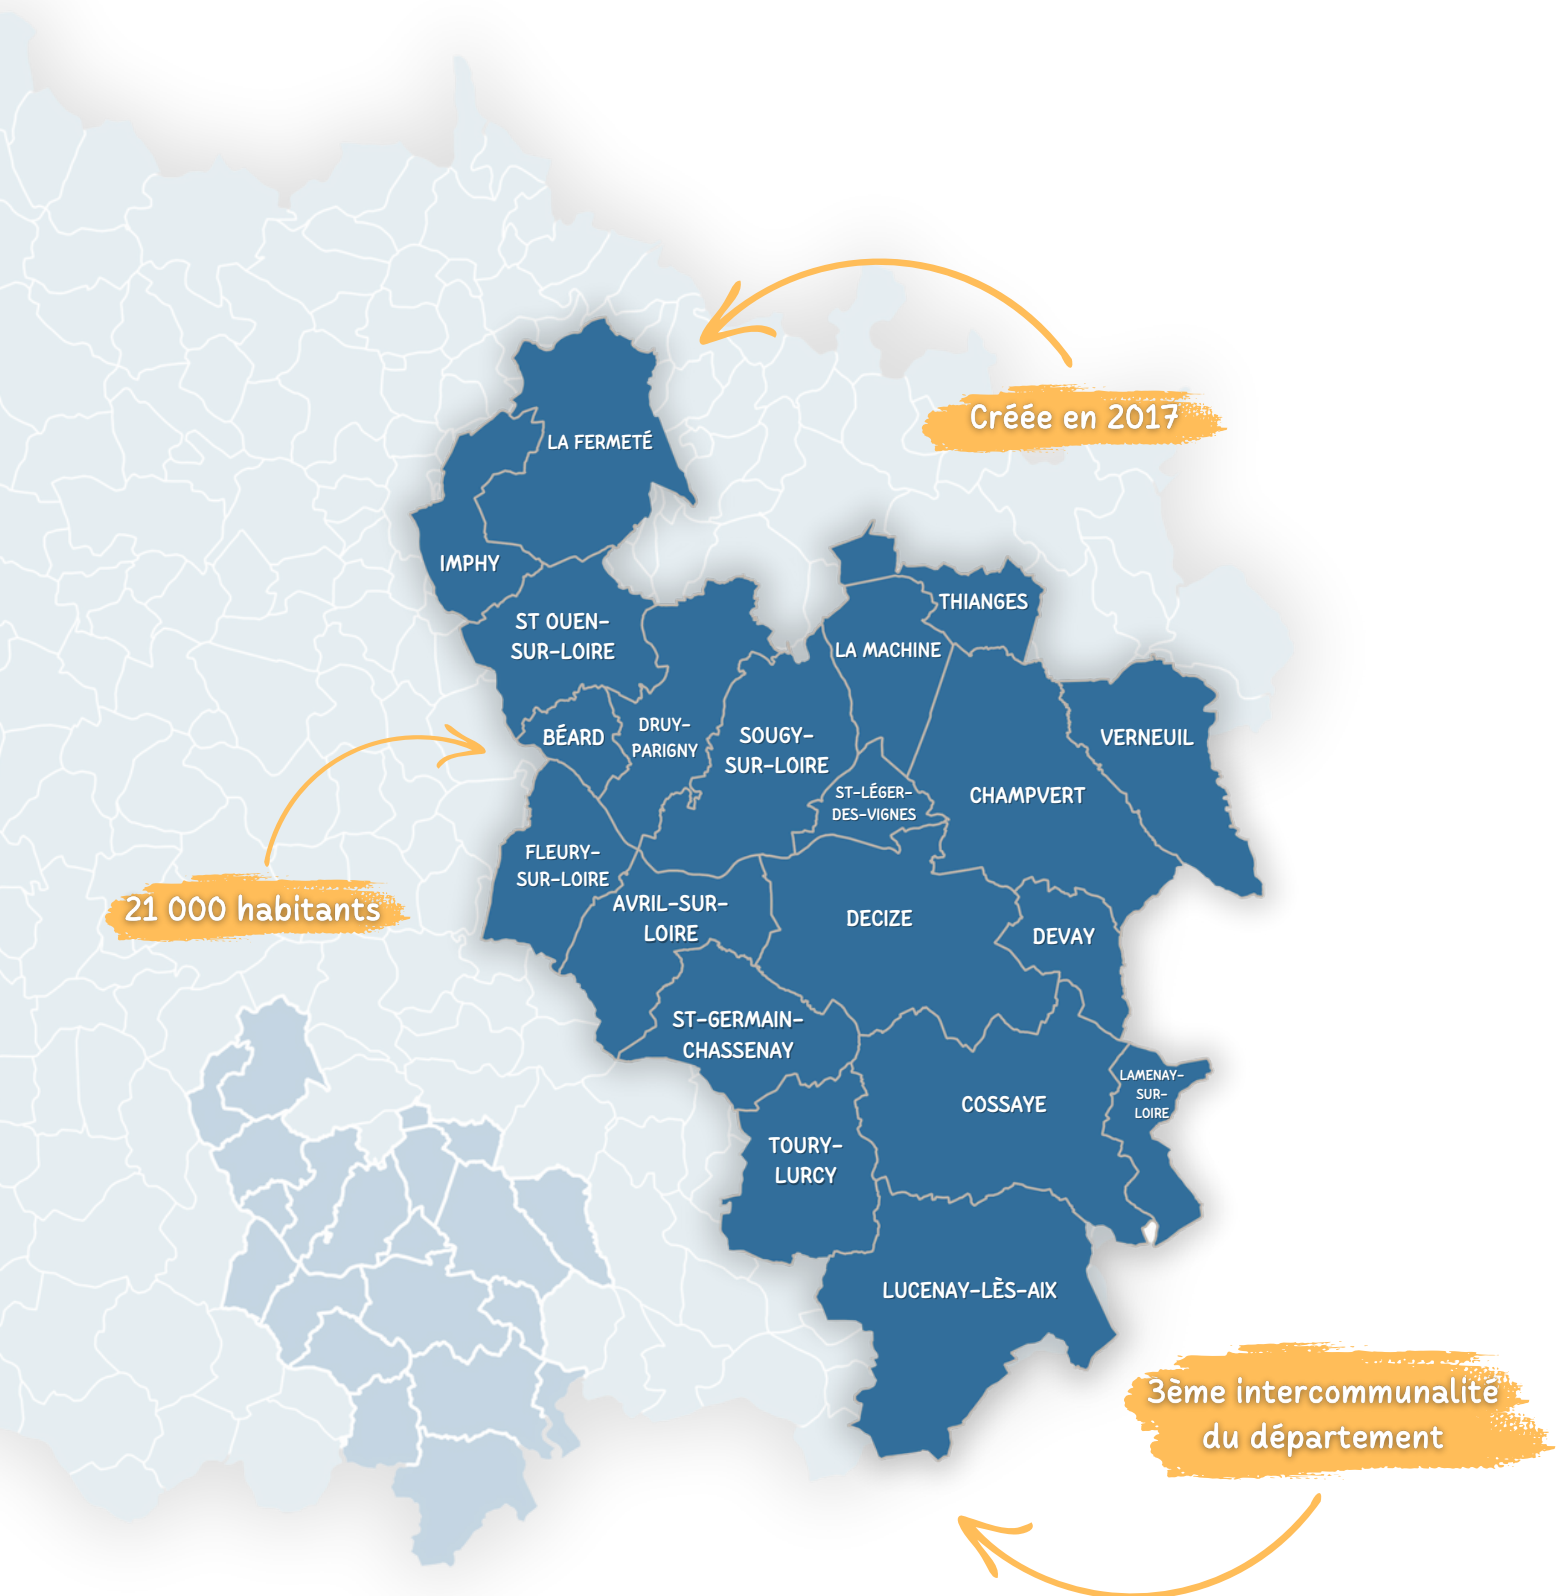 Créée en 2017
LA FERMETÉ
IMPHY
THIANGES
ST OUEN-
SUR-LOIRE
LA MACHINE
BÉARD
DRUY-
PARIGNY
SOUGY-
SUR-LOIRE
VERNEUIL
ST-LÉGER-
DES-VIGNES
CHAMPVERT
FLEURY-
SUR-LOIRE
21 000 habitants
AVRIL-SUR-
LOIRE
DECIZE
DEVAY
ST-GERMAIN-
CHASSENAY
LAMENAY-
SUR-
LOIRE
COSSAYE
TOURY-
LURCY
LUCENAY-LÈS-AIX
3ème intercommunalité
du département